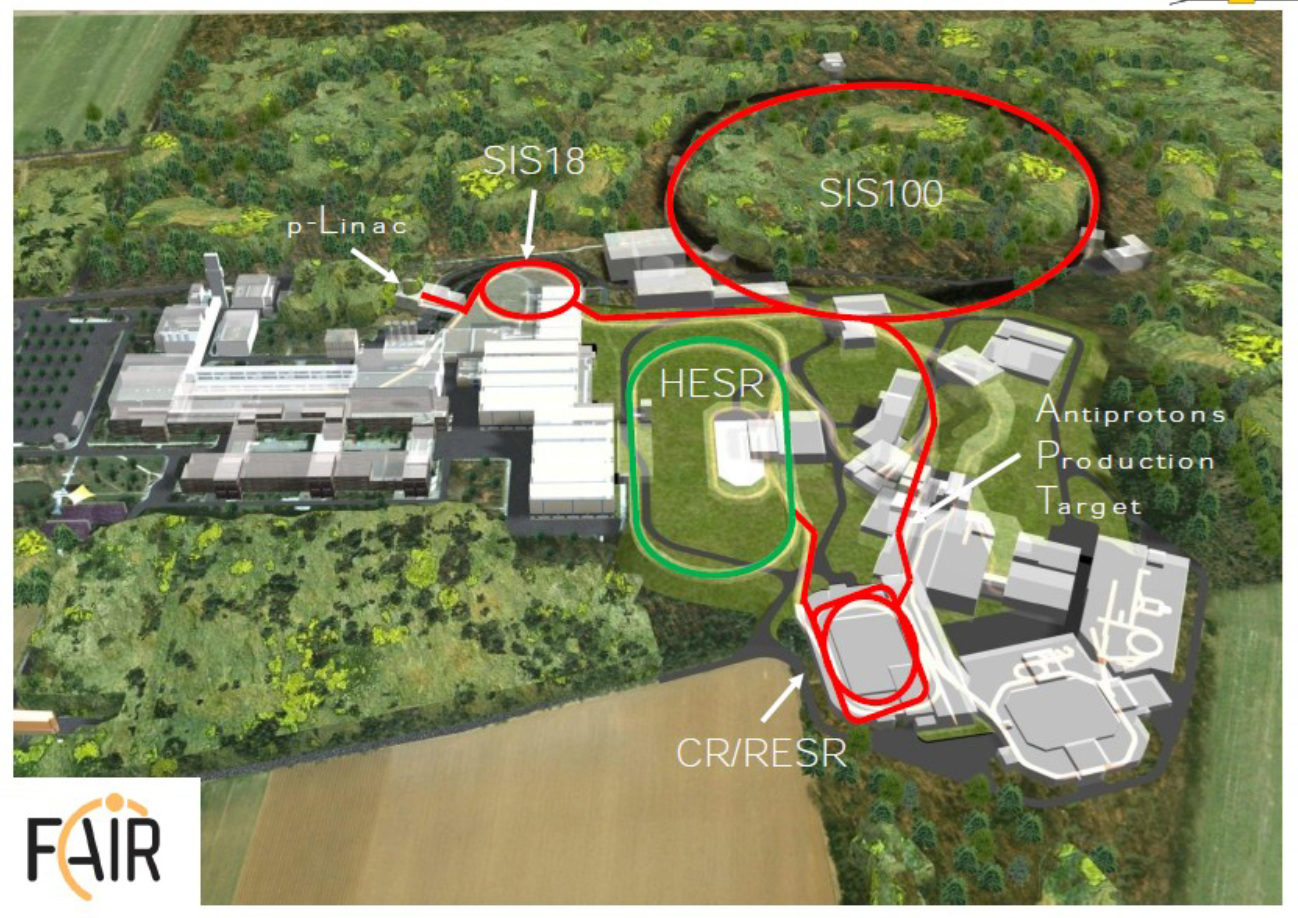 SIS18
SIS100
p-Linac
HESR
Antiprotons
Production
Target
CR/RESR
FAIR